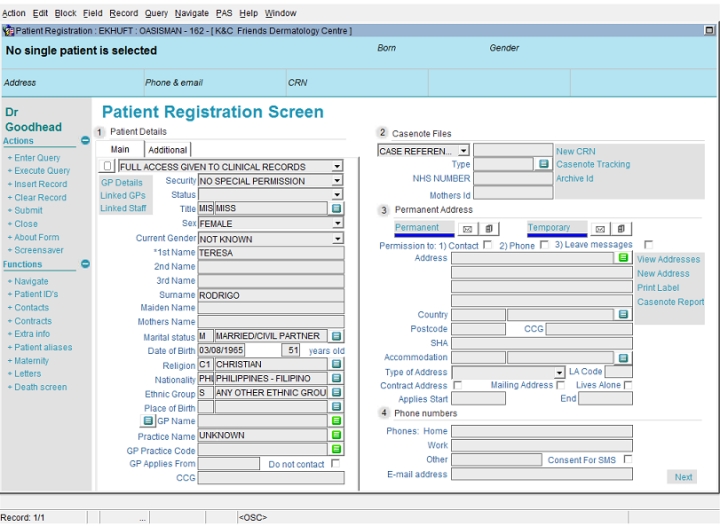 Action Edit Block Field Record Query Navigate PAS Help Window
Patient Registration : EKHUFT : OASISMAN - 162 - [ K&C Friends Dermatology Centre ]
No single patient is selected
Born
Gender
Address
Phone & email
CRN
Dr Goodhead
Actions
+ Enter Query
+ Execute Query
+ Insert Record
+ Clear Record
+ Submit
+ Close
+ About Form
+ Screensaver
Functions
+ Navigate
+ Patient ID's
+ Contacts
+ Contracts
+ Extra info
+ Patient aliases
+ Maternity
+ Letters
+ Death screen
Patient Registration Screen
1 Patient Details
Main Additional
FULL ACCESS GIVEN TO CLINICAL RECORDS
GP Details
Linked GPs
Linked Staff
Security NO SPECIAL PERMISSION
Status
Title MIS MISS
Sex FEMALE
Current Gender NOT KNOWN
*1st Name TERESA
2nd Name
3rd Name
Surname RODRIGO
Maiden Name
Mothers Name
Marital status M MARRIED/CIVIL PARTNER
Date of Birth 03/08/1965 51 years old
Religion C1 CHRISTIAN
Nationality PHI PHILIPPINES - FILIPINO
Ethnic Group S ANY OTHER ETHNIC GROU
Place of Birth
GP Name
Practice Name UNKNOWN
GP Practice Code
GP Applies From Do not contact
CCG
2 Casenote Files
CASE REFEREN... New CRN
Type Casenote Tracking
NHS NUMBER Archive Id
Mothers Id
3 Permanent Address
Permanent Temporary
Permission to: 1) Contact 2) Phone 3) Leave messages
Address View Addresses
New Address
Print Label
Casenote Report
Country
Postcode CCG
SHA
Accommodation
Type of Address LA Code
Contract Address Mailing Address Lives Alone
Applies Start End
4 Phone numbers
Phones: Home
Work
Other Consent For SMS
E-mail address
Next
Record: 1/1 ... <OSC>